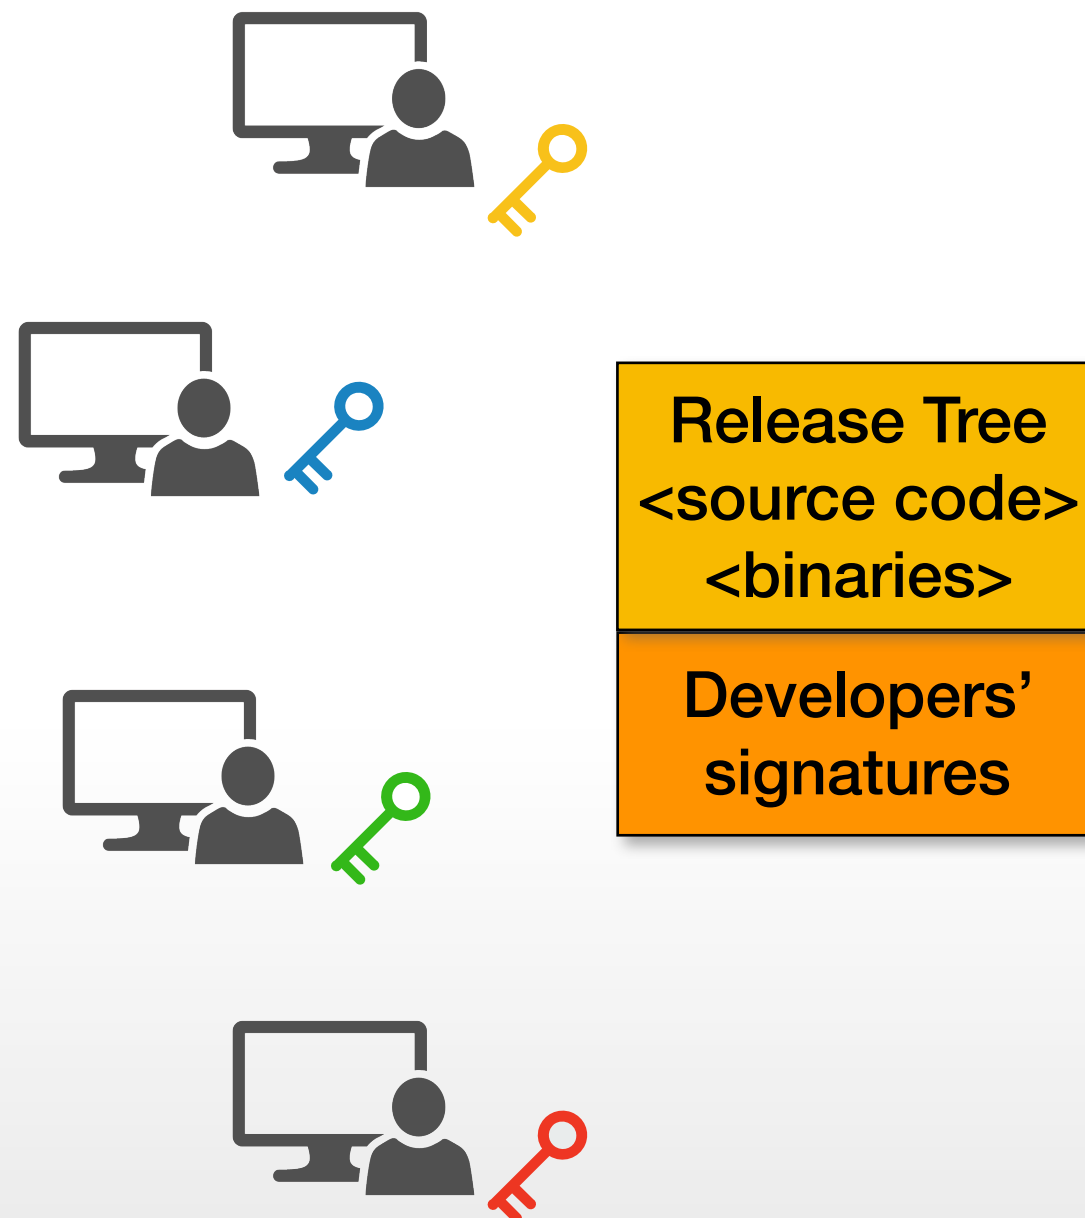 Release Tree
<source code>
<binaries>
Developers’
signatures